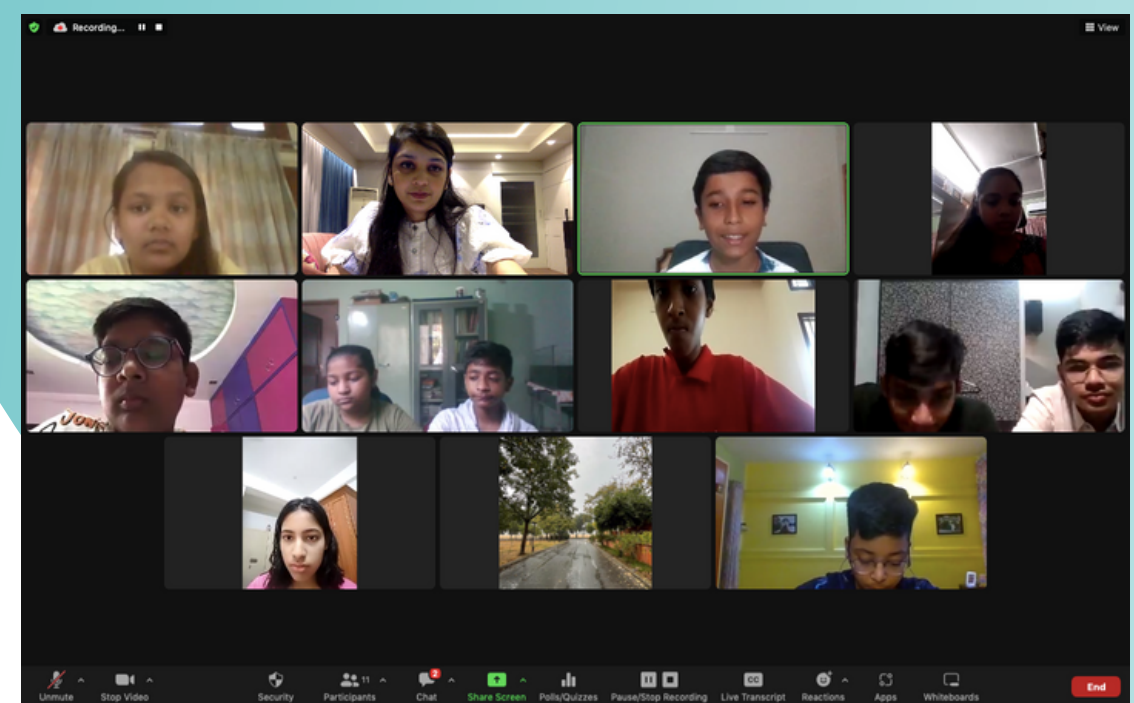 Recording...
View
JON
Unmute
Stop Video
Security
11
Participants
2
Chat
Share Screen
Polls/Quizzes
Pause/Stop Recording
CC
Live Transcript
Reactions
Apps
Whiteboards
End